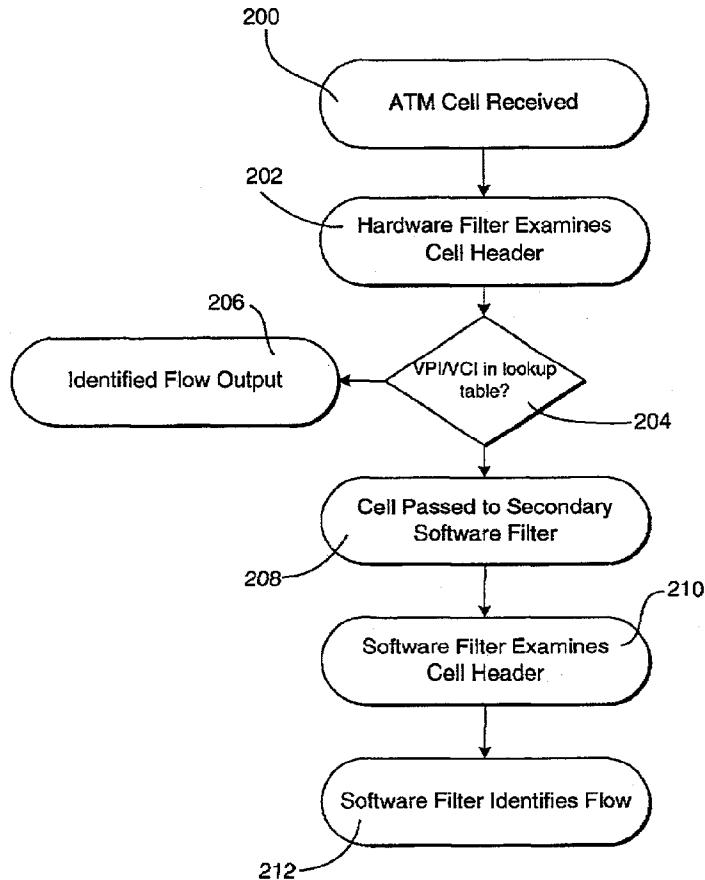 200
ATM Cell Received
202
Hardware Filter Examines
Cell Header
206
Identified Flow Output
VPI/VCI in lookup
table?
204
Cell Passed to Secondary
Software Filter
208
210
Software Filter Examines
Cell Header
Software Filter Identifies Flow
212